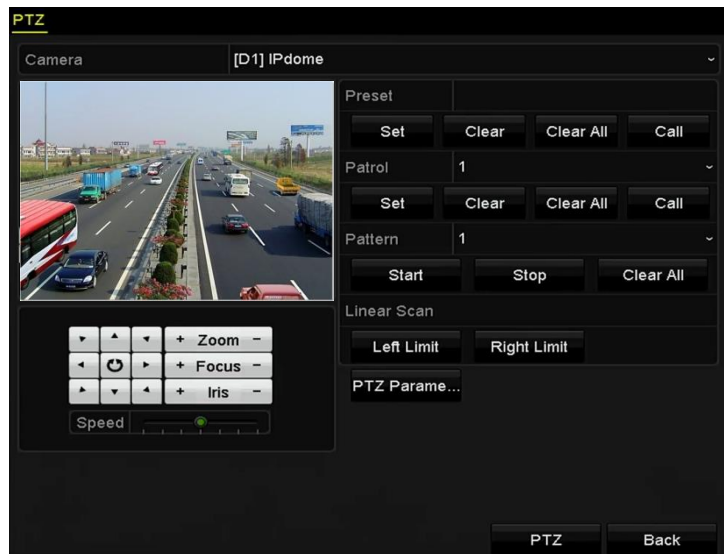 PTZ
Camera [D1] IPdome
Preset
Set Clear Clear All Call
Patrol 1
Set Clear Clear All Call
Pattern 1
Start Stop Clear All
Linear Scan
Left Limit Right Limit
PTZ Parame...
+ Zoom -
+ Focus -
+ Iris -
Speed
PTZ Back